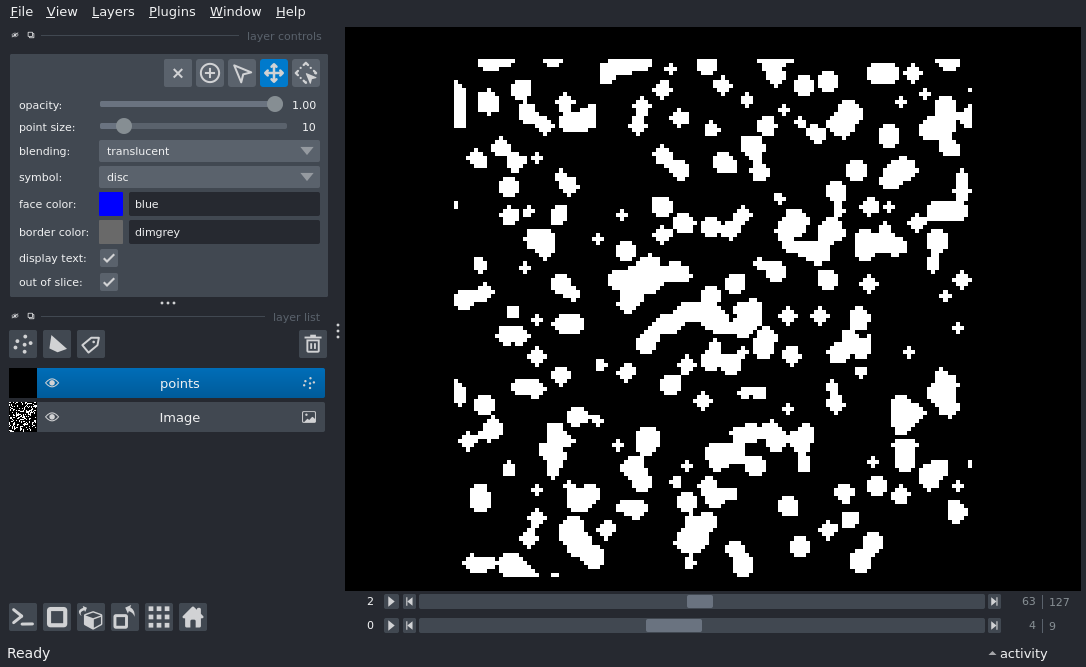 File View Layers Plugins Window Help
layer controls
opacity: 1.00
point size: 10
blending: translucent
symbol: disc
face color: blue
border color: dimgrey
display text:
out of slice:
layer list
points
Image
2 63 127
0 4 9
Ready activity